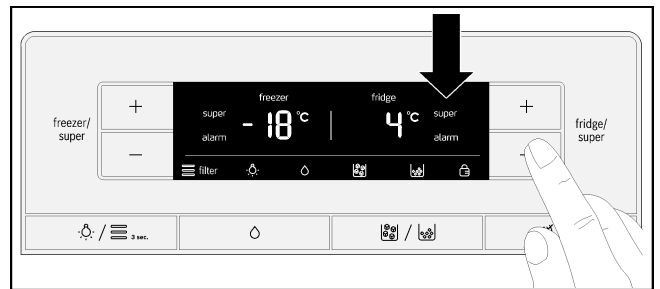 freezer fridge
super - 18 °C 4 °C super
alarm alarm
filter
freezer/
super
+
−
+
−
fridge/
super
/ 3 sec.
/